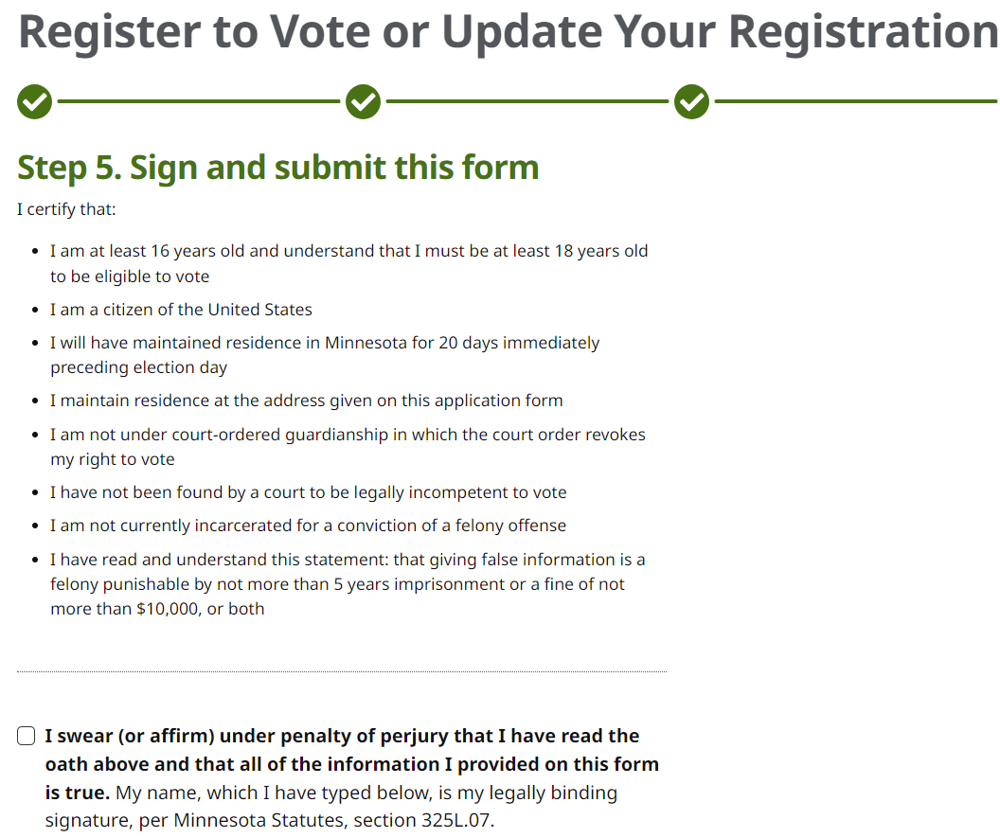 Register to Vote or Update Your Registration
Step 5. Sign and submit this form
I certify that:
• I am at least 16 years old and understand that I must be at least 18 years old
to be eligible to vote
• I am a citizen of the United States
• I will have maintained residence in Minnesota for 20 days immediately
preceding election day
• I maintain residence at the address given on this application form
• I am not under court-ordered guardianship in which the court order revokes
my right to vote
• I have not been found by a court to be legally incompetent to vote
• I am not currently incarcerated for a conviction of a felony offense
• I have read and understand this statement: that giving false information is a
felony punishable by not more than 5 years imprisonment or a fine of not
more than $10,000, or both
I swear (or affirm) under penalty of perjury that I have read the
oath above and that all of the information I provided on this form
is true. My name, which I have typed below, is my legally binding
signature, per Minnesota Statutes, section 325L.07.